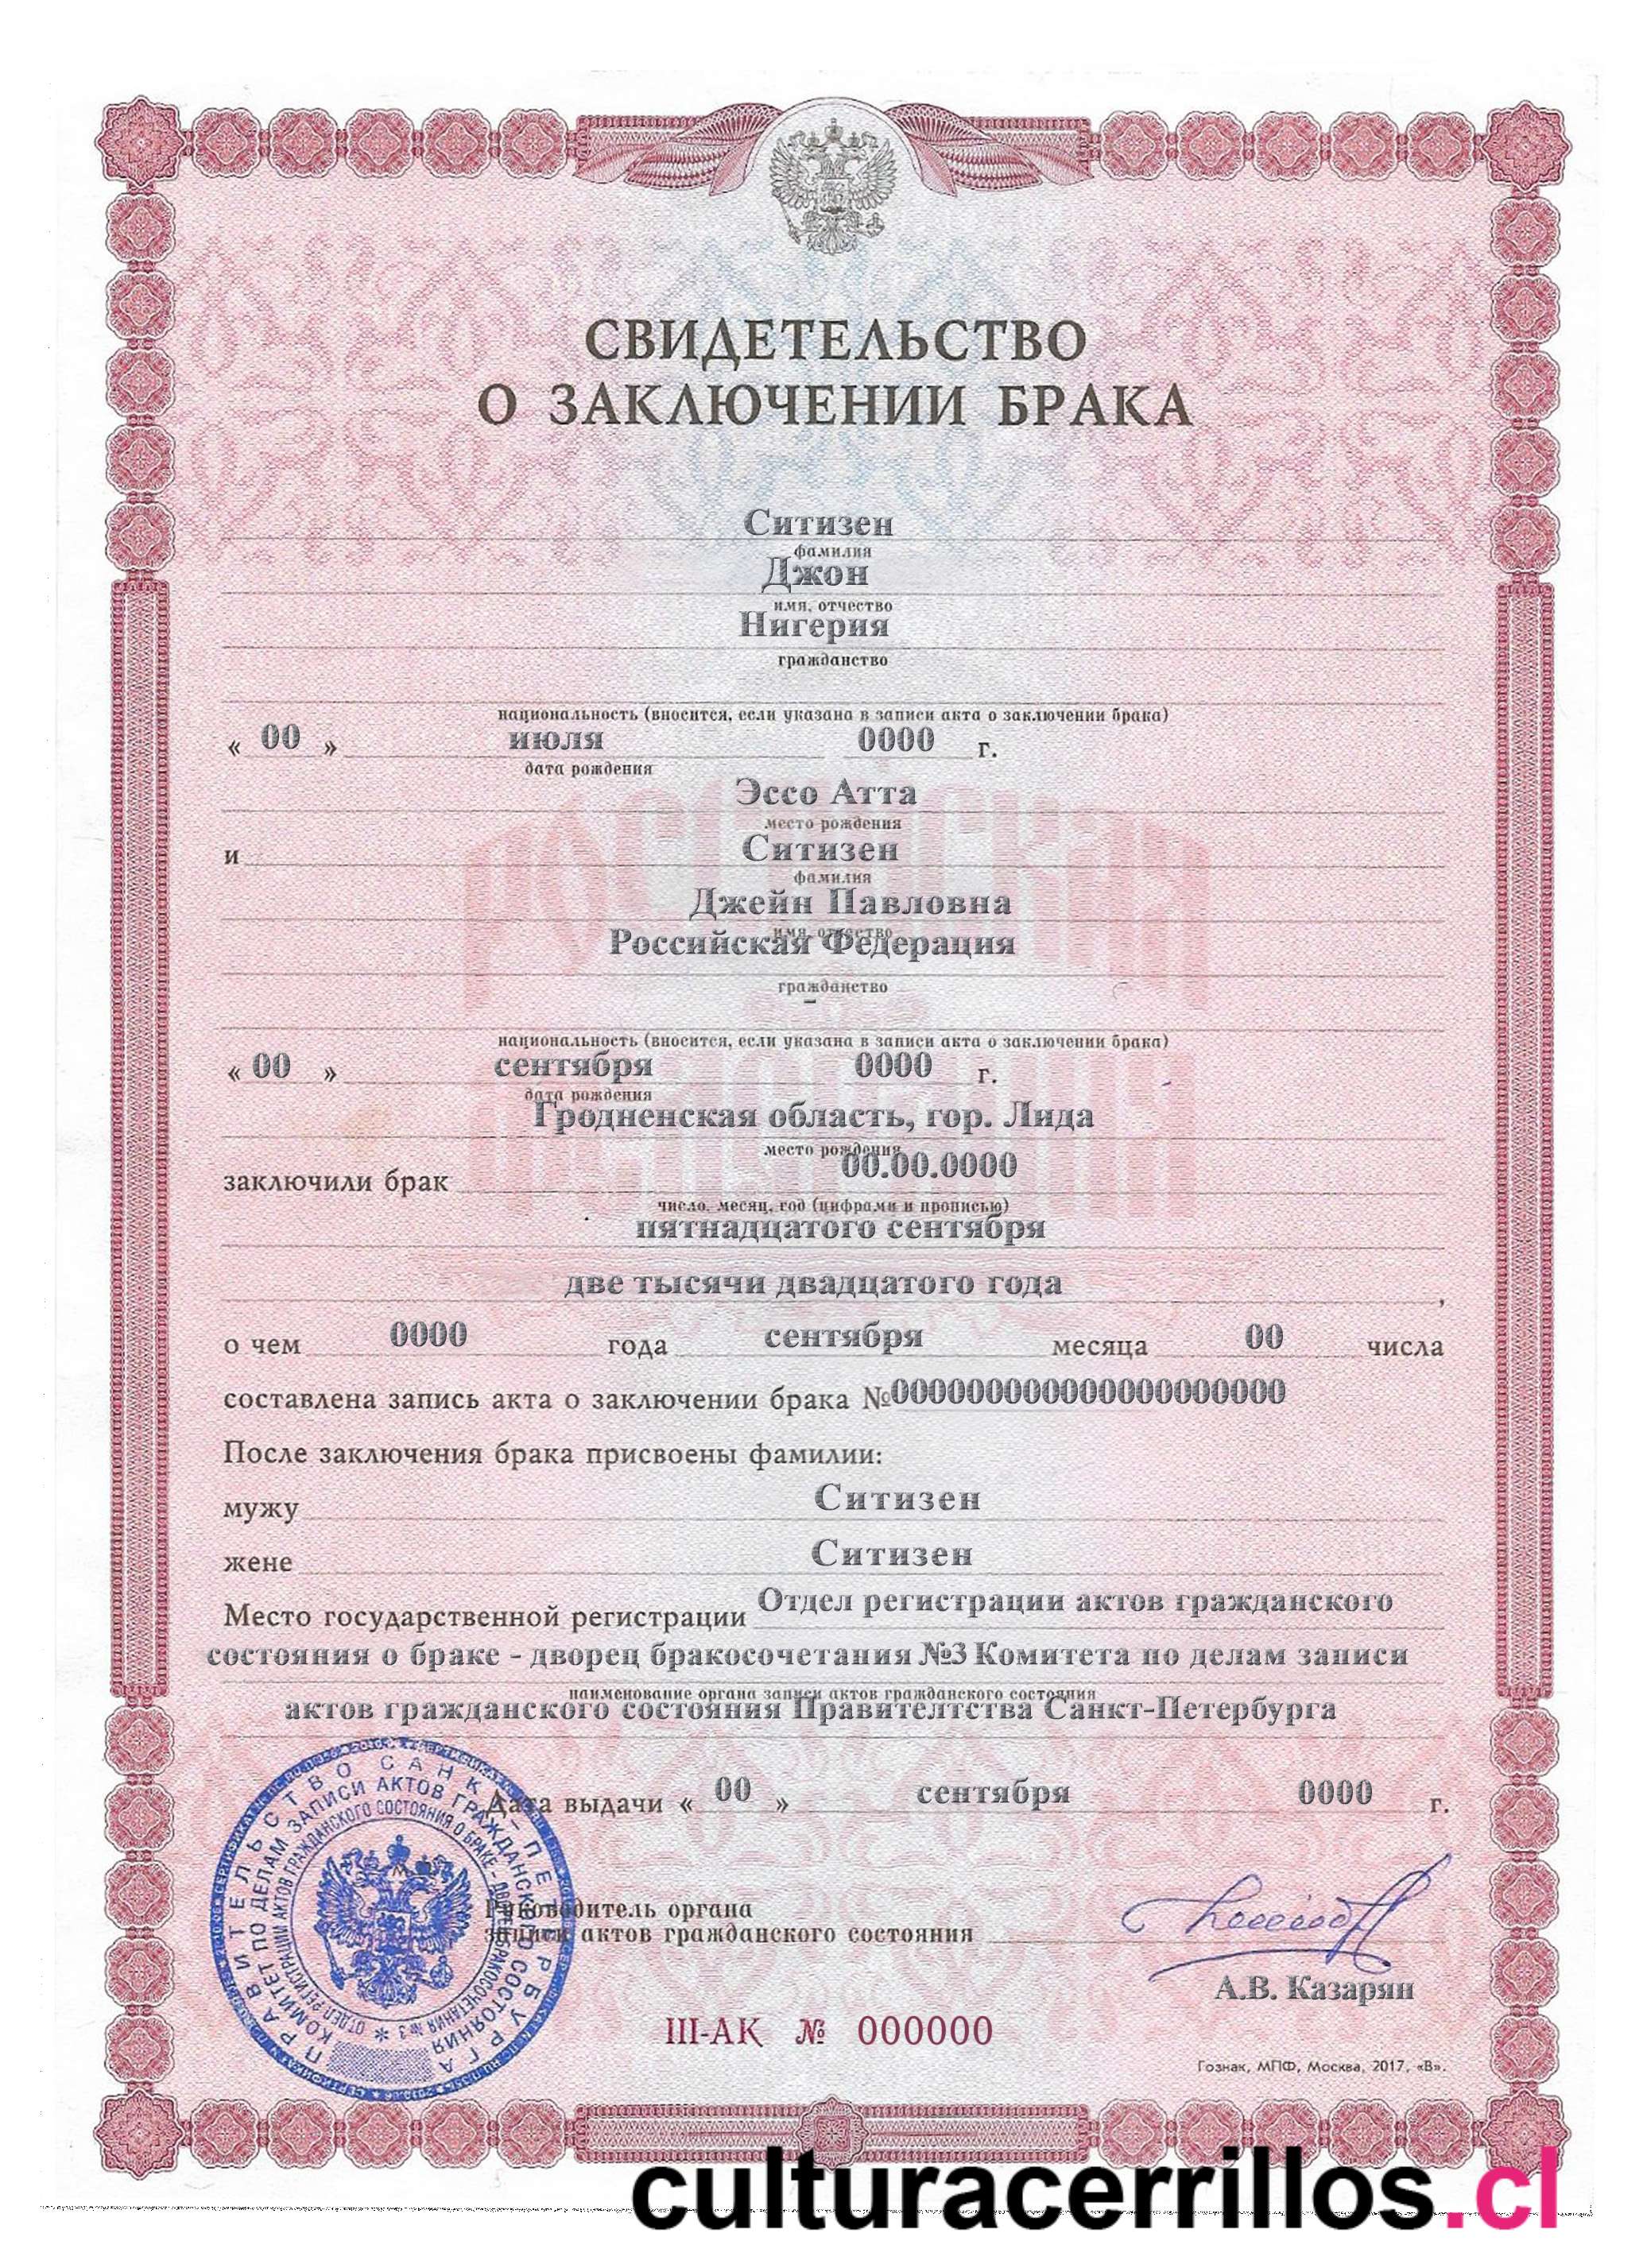 СВИДЕТЕЛЬСТВО
О ЗАКЛЮЧЕНИИ БРАКА
Ситизен
фамилия
Джон
имя, отчество
Нигерия
гражданство
национальность (вносится, если указана в записи акта о заключении брака)
« 00 » июля 0000 г.
дата рождения
Эссо Атта
место рождения
и Ситизен
фамилия
Джейн Павловна
имя, отчество
Российская Федерация
гражданство
–
национальность (вносится, если указана в записи акта о заключении брака)
« 00 » сентября 0000 г.
дата рождения
Гродненская область, гор. Лида
место рождения
заключили брак 00.00.0000
число, месяц, год (цифрами и прописью)
пятнадцатого сентября
две тысячи двадцатого года ,
о чем 0000 года сентября месяца 00 числа
составлена запись акта о заключении брака №000000000000000000000
После заключения брака присвоены фамилии:
мужу Ситизен
жене Ситизен
Место государственной регистрации Отдел регистрации актов гражданского
состояния о браке - дворец бракосочетания №3 Комитета по делам записи
наименование органа записи актов гражданского состояния
актов гражданского состояния Правителтства Санкт-Петербурга
Дата выдачи « 00 » сентября 0000 г.
ПРАВИТЕЛЬСТВО САНКТ-ПЕТЕРБУРГА
КОМИТЕТ ПО ДЕЛАМ ЗАПИСИ АКТОВ ГРАЖДАНСКОГО СОСТОЯНИЯ
ОТДЕЛ РЕГИСТРАЦИИ АКТОВ ГРАЖДАНСКОГО СОСТОЯНИЯ О БРАКЕ - ДВОРЕЦ БРАКОСОЧЕТАНИЯ № 3 *
Руководитель органа
записи актов гражданского состояния
А.В. Казарян
III-АК № 000000
Гознак, МПФ, Москва, 2017, «В».
culturacerrillos.cl